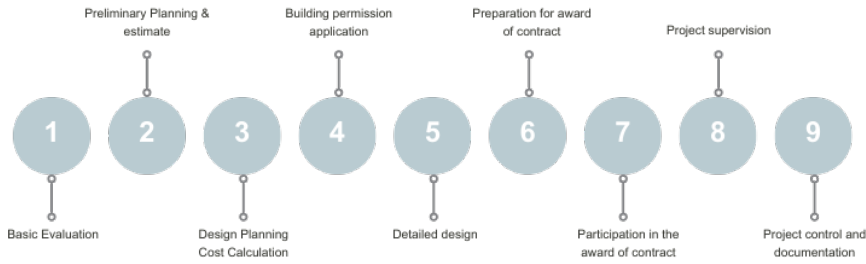 Preliminary Planning &
estimate
Building permission
application
Preparation for award
of contract
Project supervision
1
2
3
4
5
6
7
8
9
Basic Evaluation
Design Planning
Cost Calculation
Detailed design
Participation in the
award of contract
Project control and
documentation